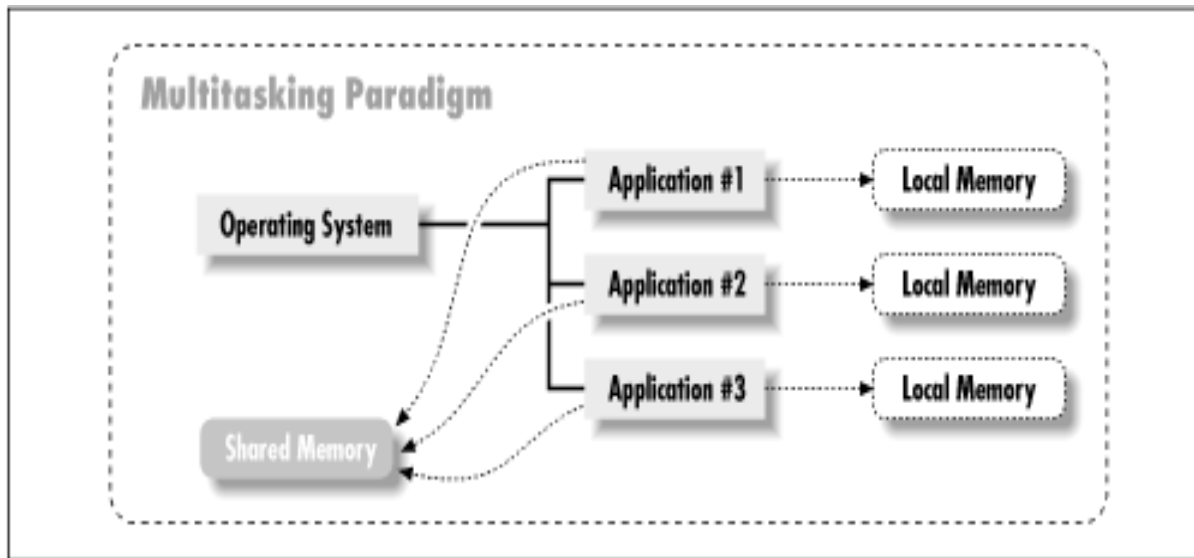 Multitasking Paradigm
Operating System
Application #1
Local Memory
Application #2
Local Memory
Application #3
Local Memory
Shared Memory